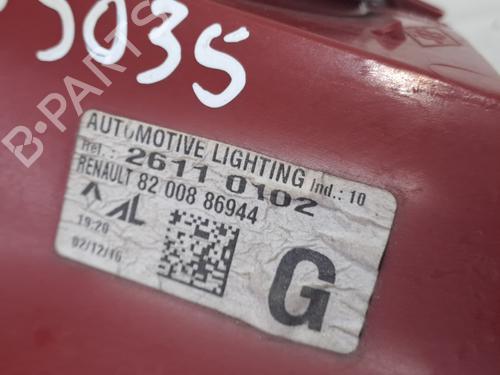 5035
B-PARTS
AUTOMOTIVE LIGHTING
Ref.: 2611 0102 Ind.: 10
RENAULT 82 008 86944
AL
19:20
02/12/16
G